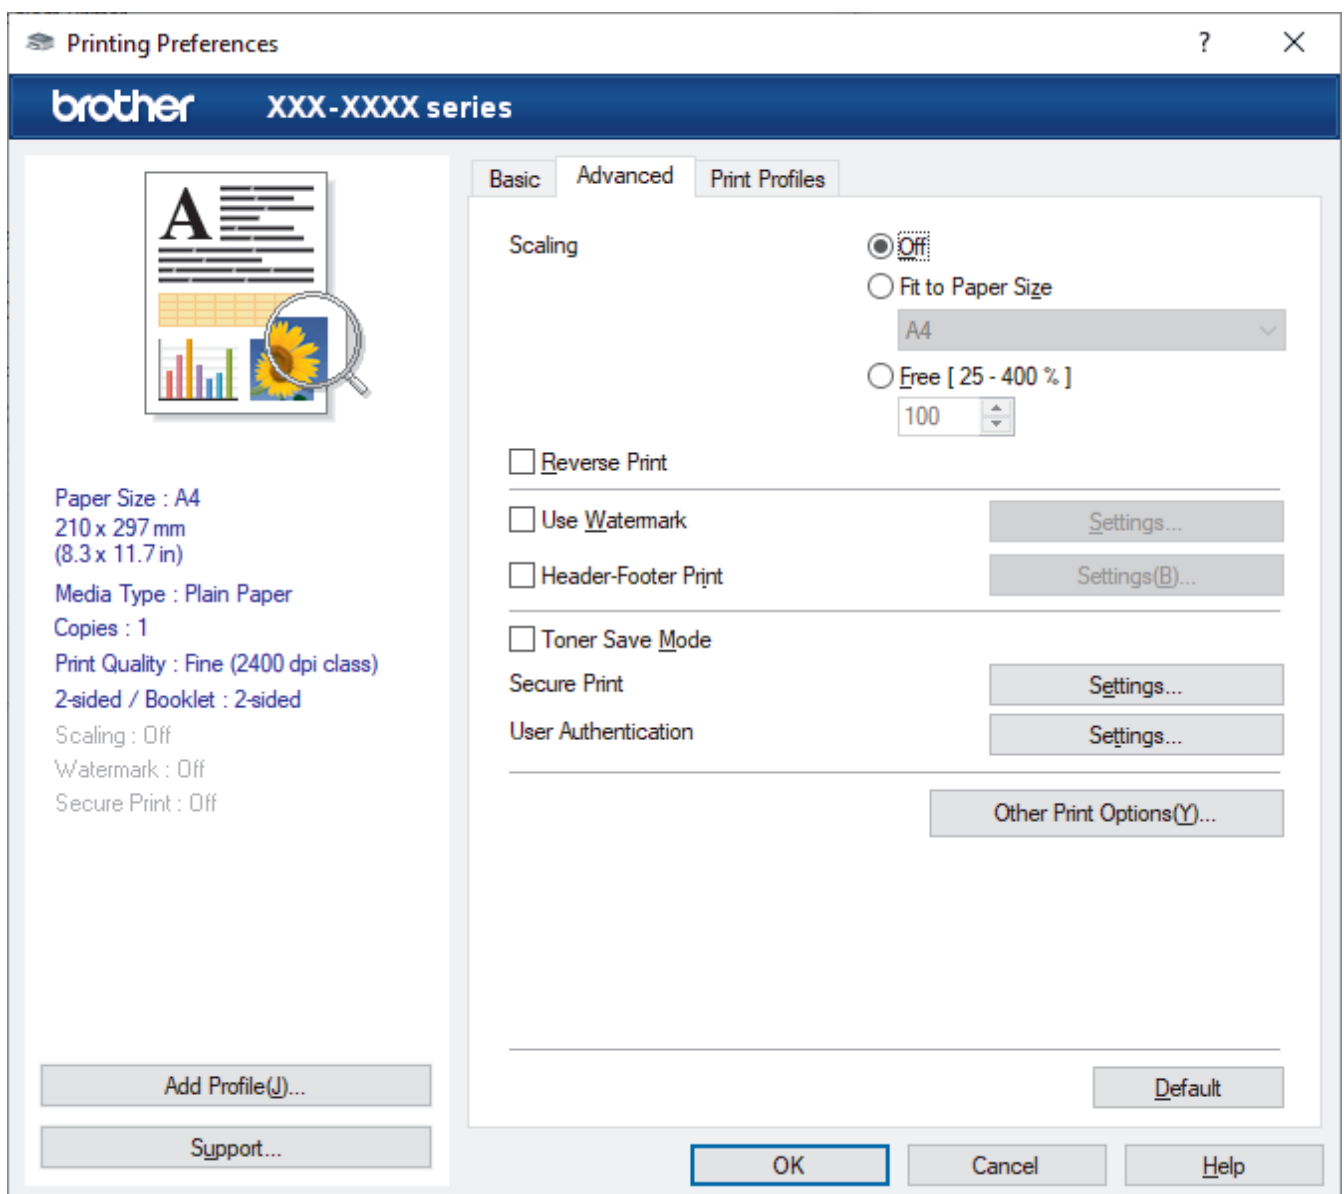 Printing Preferences
?
brother XXX-XXXX series
A
Paper Size : A4
210 x 297 mm
(8.3 x 11.7 in)
Media Type : Plain Paper
Copies : 1
Print Quality : Fine (2400 dpi class)
2-sided / Booklet : 2-sided
Scaling : Off
Watermark : Off
Secure Print : Off
Add Profile(J)...
Support...
Basic Advanced Print Profiles
Scaling Off
Fit to Paper Size
A4
Free [ 25 - 400 % ]
100
Reverse Print
Use Watermark Settings...
Header-Footer Print Settings(B)...
Toner Save Mode
Secure Print Settings...
User Authentication Settings...
Other Print Options(Y)...
Default
OK Cancel Help